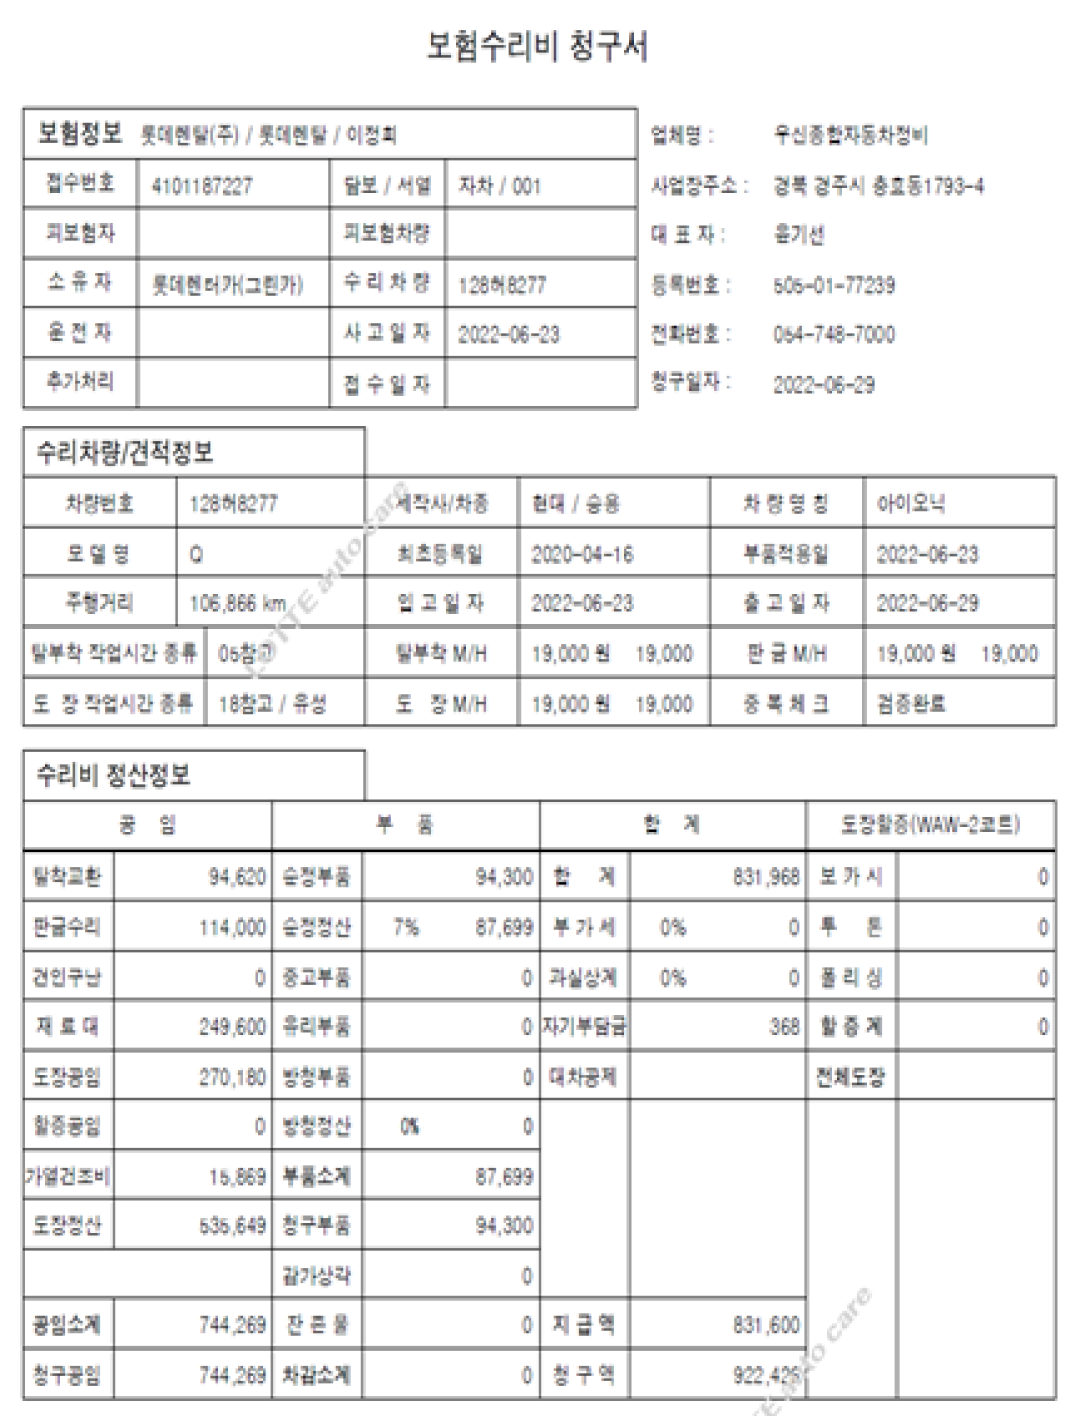 보험수리비 청구서
보험정보 롯데렌탈(주) / 롯데렌탈 / 이정희
업체명 : 우신종합자동차정비
접수번호 4101187227 담보 / 서열 자차 / 001
사업장주소 : 경북 경주시 충효동1793-4
피보험자 피보험차량
대 표 자 : 윤기선
소 유 자 롯데렌터카(그린카) 수 리 차 량 128허8277
등록번호 : 505-01-77239
운 전 자 사 고 일 자 2022-06-23
전화번호 : 054-748-7000
추가처리 접 수 일 자
청구일자 : 2022-06-29
수리차량/견적정보
차량번호 128허8277 제작사/차종 현대 / 승용 차 량 명 칭 아이오닉
모 델 명 Q 최초등록일 2020-04-16 부품적용일 2022-06-23
주행거리 106,866 km 입 고 일 자 2022-06-23 출 고 일 자 2022-06-29
탈부착 작업시간 종류 05참고 탈부착 M/H 19,000 원 19,000 판 금 M/H 19,000 원 19,000
도 장 작업시간 종류 18참고 / 유성 도 장 M/H 19,000 원 19,000 중 복 체 크 검증완료
LOTTE auto care
수리비 정산정보
공 임 부 품 합 계 도장할증(WAW-2코트)
탈착교환 94,620 순정부품 94,300 합 계 831,968 보 카 시 0
판금수리 114,000 순정정산 7% 87,699 부 가 세 0% 0 투 톤 0
견인구난 0 중고부품 0 과실상계 0% 0 폴 리 싱 0
재 료 대 249,600 유리부품 0 자기부담금 368 할 증 계 0
도장공임 270,180 방청부품 0 대차공제 전체도장
할증공임 0 방청정산 0% 0
가열건조비 15,869 부품소계 87,699
도장정산 535,649 청구부품 94,300
감가상각 0
공임소계 744,269 잔 존 물 0 지 급 액 831,600
청구공임 744,269 차감소계 0 청 구 액 922,426
TE auto care